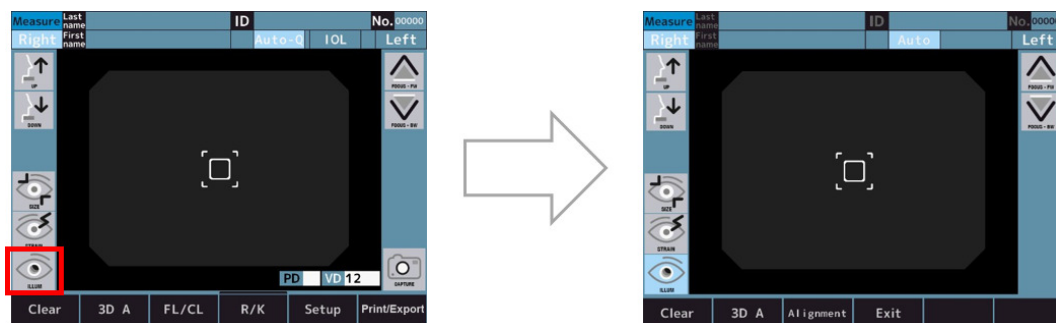 Measure Last name ID No. 00000
Right First name Auto-Q IOL Left
UP
FOCUS - FW
DOWN
FOCUS - BW
SIZE
STRAIN
ILLUM
CAPTURE
PD VD 12
Clear 3D A FL/CL R/K Setup Print/Export
Measure Last name ID No. 00000
Right First name Auto Left
UP
FOCUS - FW
DOWN
FOCUS - BW
SIZE
STRAIN
ILLUM
Clear 3D A Alignment Exit